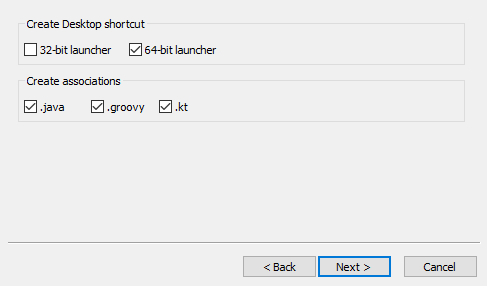 Create Desktop shortcut
32-bit launcher 64-bit launcher
Create associations
.java .groovy .kt
< Back Next > Cancel